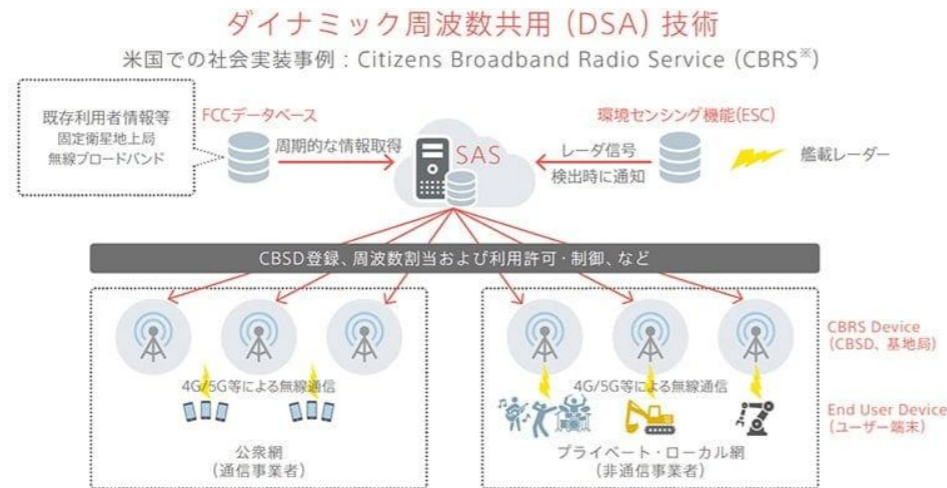 ダイナミック周波数共用 (DSA) 技術
米国での社会実装事例 : Citizens Broadband Radio Service (CBRS※)
既存利用者情報等
固定衛星地上局
無線ブロードバンド
FCCデータベース
周期的な情報取得
SAS
環境センシング機能(ESC)
レーダ信号
検出時に通知
艦載レーダー
CBSD登録、周波数割当および利用許可・制御、など
4G/5G等による無線通信
公衆網
(通信事業者)
4G/5G等による無線通信
プライベート・ローカル網
(非通信事業者)
CBRS Device
(CBSD、基地局)
End User Device
(ユーザー端末)